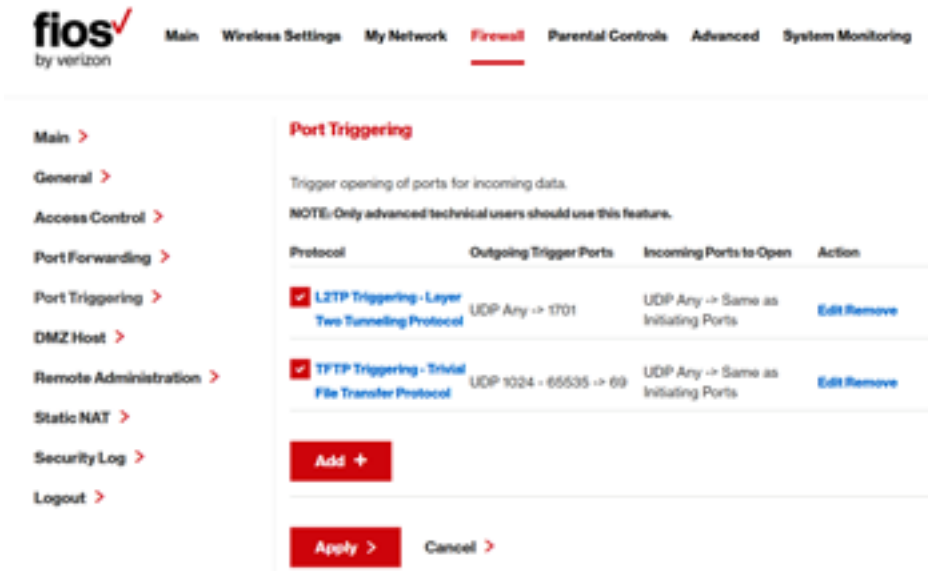 fios
by verizon
Main Wireless Settings My Network Firewall Parental Controls Advanced System Monitoring
Main >
General >
Access Control >
Port Forwarding >
Port Triggering >
DMZ Host >
Remote Administration >
Static NAT >
Security Log >
Logout >
Port Triggering
Trigger opening of ports for incoming data.
NOTE: Only advanced technical users should use this feature.
Protocol Outgoing Trigger Ports Incoming Ports to Open Action
L2TP Triggering - Layer
Two Tunneling Protocol
UDP Any -> 1701
UDP Any -> Same as
Initiating Ports
Edit Remove
TFTP Triggering - Trivial
File Transfer Protocol
UDP 1024 - 65535 -> 69
UDP Any -> Same as
Initiating Ports
Edit Remove
Add +
Apply > Cancel >